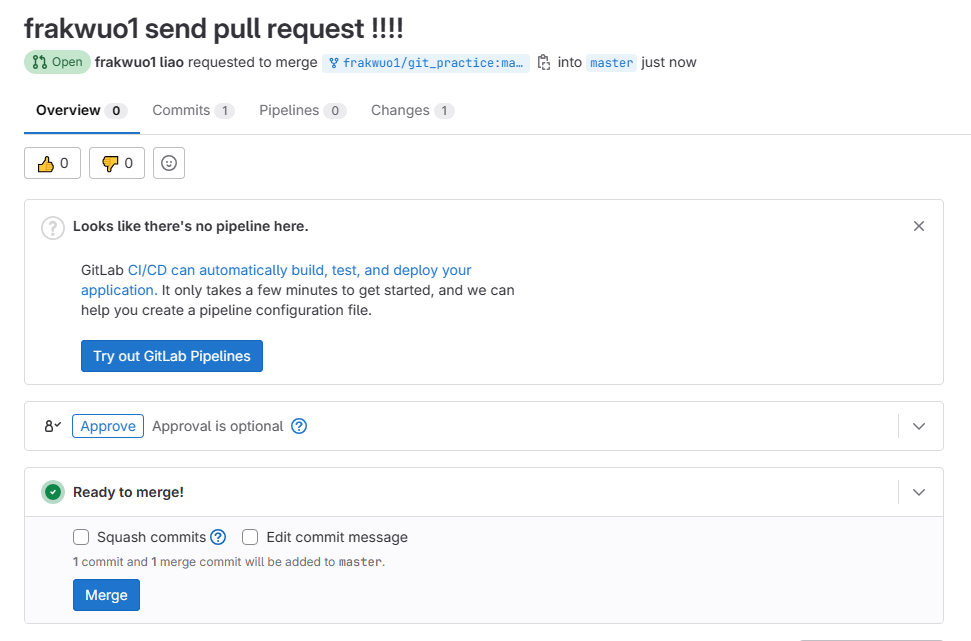 frakwuo1 send pull request !!!!
Open frakwuo1 liao requested to merge frakwuo1/git_practice:ma… into master just now
Overview 0 Commits 1 Pipelines 0 Changes 1
0 0
Looks like there's no pipeline here.
GitLab CI/CD can automatically build, test, and deploy your
application. It only takes a few minutes to get started, and we can
help you create a pipeline configuration file.
Try out GitLab Pipelines
Approve Approval is optional
Ready to merge!
Squash commits Edit commit message
1 commit and 1 merge commit will be added to master.
Merge